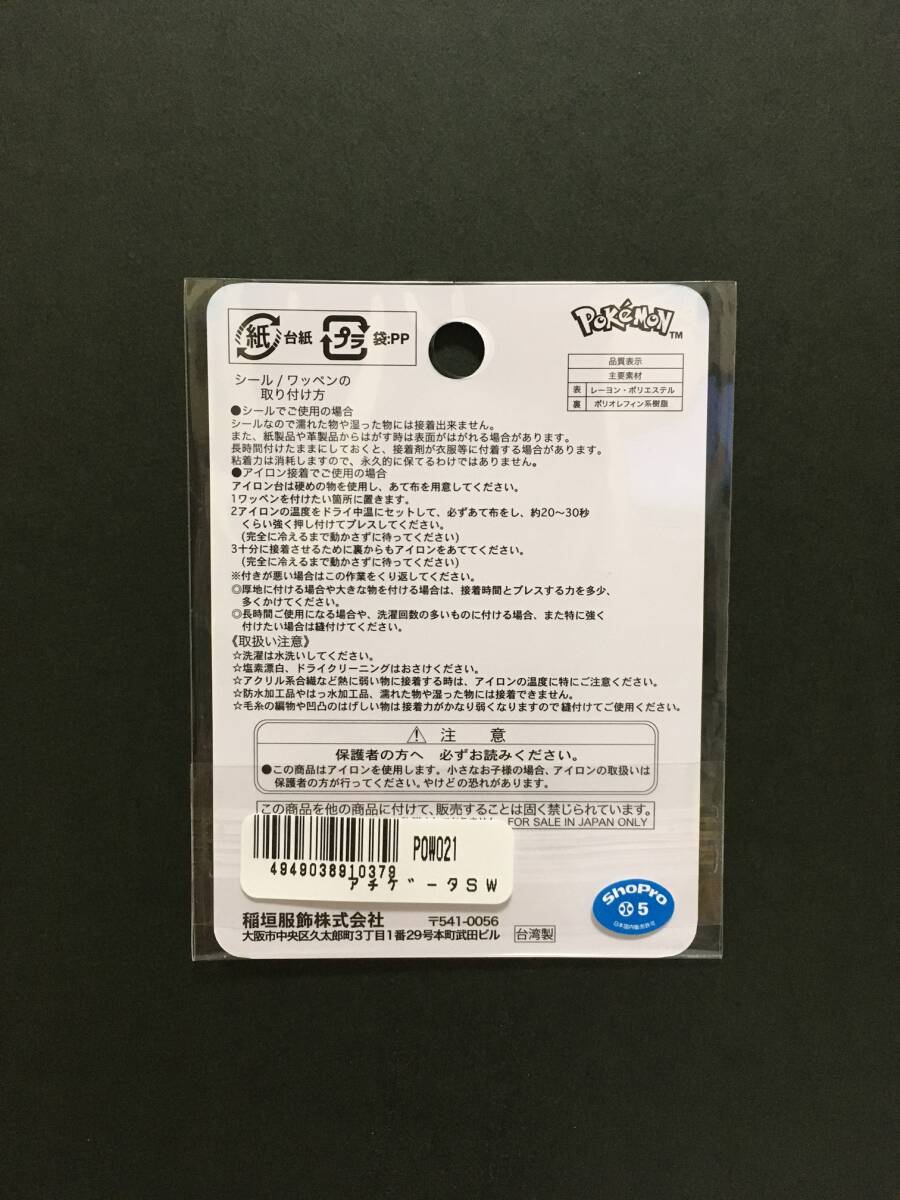 紙 台紙 プラ 袋:PP
POKéMON TM
品質表示
主要素材
表 レーヨン・ポリエステル
裏 ポリオレフィン系樹脂
シール / ワッペンの
取り付け方
●シールでご使用の場合
シールなので濡れた物や湿った物には接着出来ません。
また、紙製品や革製品からはがす時は表面がはがれる場合があります。
長時間付けたままにしておくと、接着剤が衣服等に付着する場合があります。
粘着力は消耗しますので、永久的に保てるわけではありません。
●アイロン接着でご使用の場合
アイロン台は硬めの物を使用し、あて布を用意してください。
1ワッペンを付けたい箇所に置きます。
2アイロンの温度をドライ中温にセットして、必ずあて布をし、約20〜30秒
くらい強く押し付けてプレスしてください。
(完全に冷えるまで動かさずに待ってください)
3十分に接着させるために裏からもアイロンをあててください。
(完全に冷えるまで動かさずに待ってください)
※付きが悪い場合はこの作業をくり返してください。
◎厚地に付ける場合や大きな物を付ける場合は、接着時間とプレスする力を多少、
多くかけてください。
◎長時間ご使用になる場合や、洗濯回数の多いものに付ける場合、また特に強く
付けたい場合は縫付けてください。
《取扱い注意》
☆洗濯は水洗いしてください。
☆塩素漂白、ドライクリーニングはおさけください。
☆アクリル系合繊など熱に弱い物に接着する時は、アイロンの温度に特にご注意ください。
☆防水加工品やはっ水加工品、濡れた物や湿った物には接着できません。
☆毛糸の編物や凹凸のはげしい物は接着力がかなり弱くなりますので縫付けてご使用ください。
⚠ 注 意
保護者の方へ 必ずお読みください。
●この商品はアイロンを使用します。小さなお子様の場合、アイロンの取扱いは
保護者の方が行ってください。やけどの恐れがあります。
この商品を他の商品に付けて、販売することは固く禁じられています。
FOR SALE IN JAPAN ONLY
POW021
4949038910379
アチゲータSW
稲垣服飾株式会社 〒541-0056
大阪市中央区久太郎町3丁目1番29号本町武田ビル 台湾製
ShoPro
5
日本国内販売許可